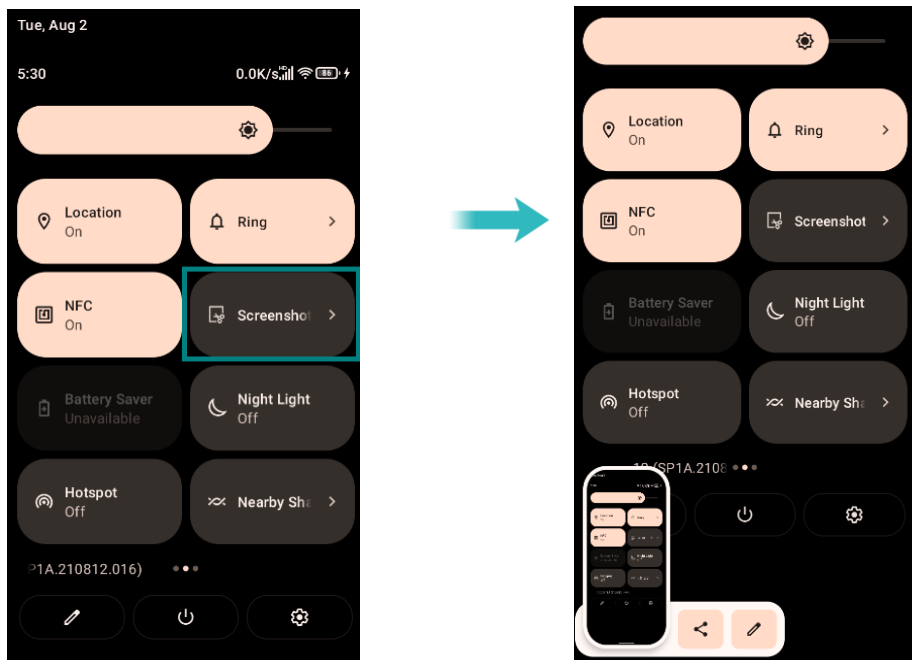 Tue, Aug 2
5:30
0.0K/s HD 86
Location
On
Ring
NFC
On
Screenshot
Battery Saver
Unavailable
Night Light
Off
Hotspot
Off
Nearby Sha
P1A.210812.016)
Location
On
Ring
NFC
On
Screenshot
Battery Saver
Unavailable
Night Light
Off
Hotspot
Off
Nearby Sha
(SP1A.2108